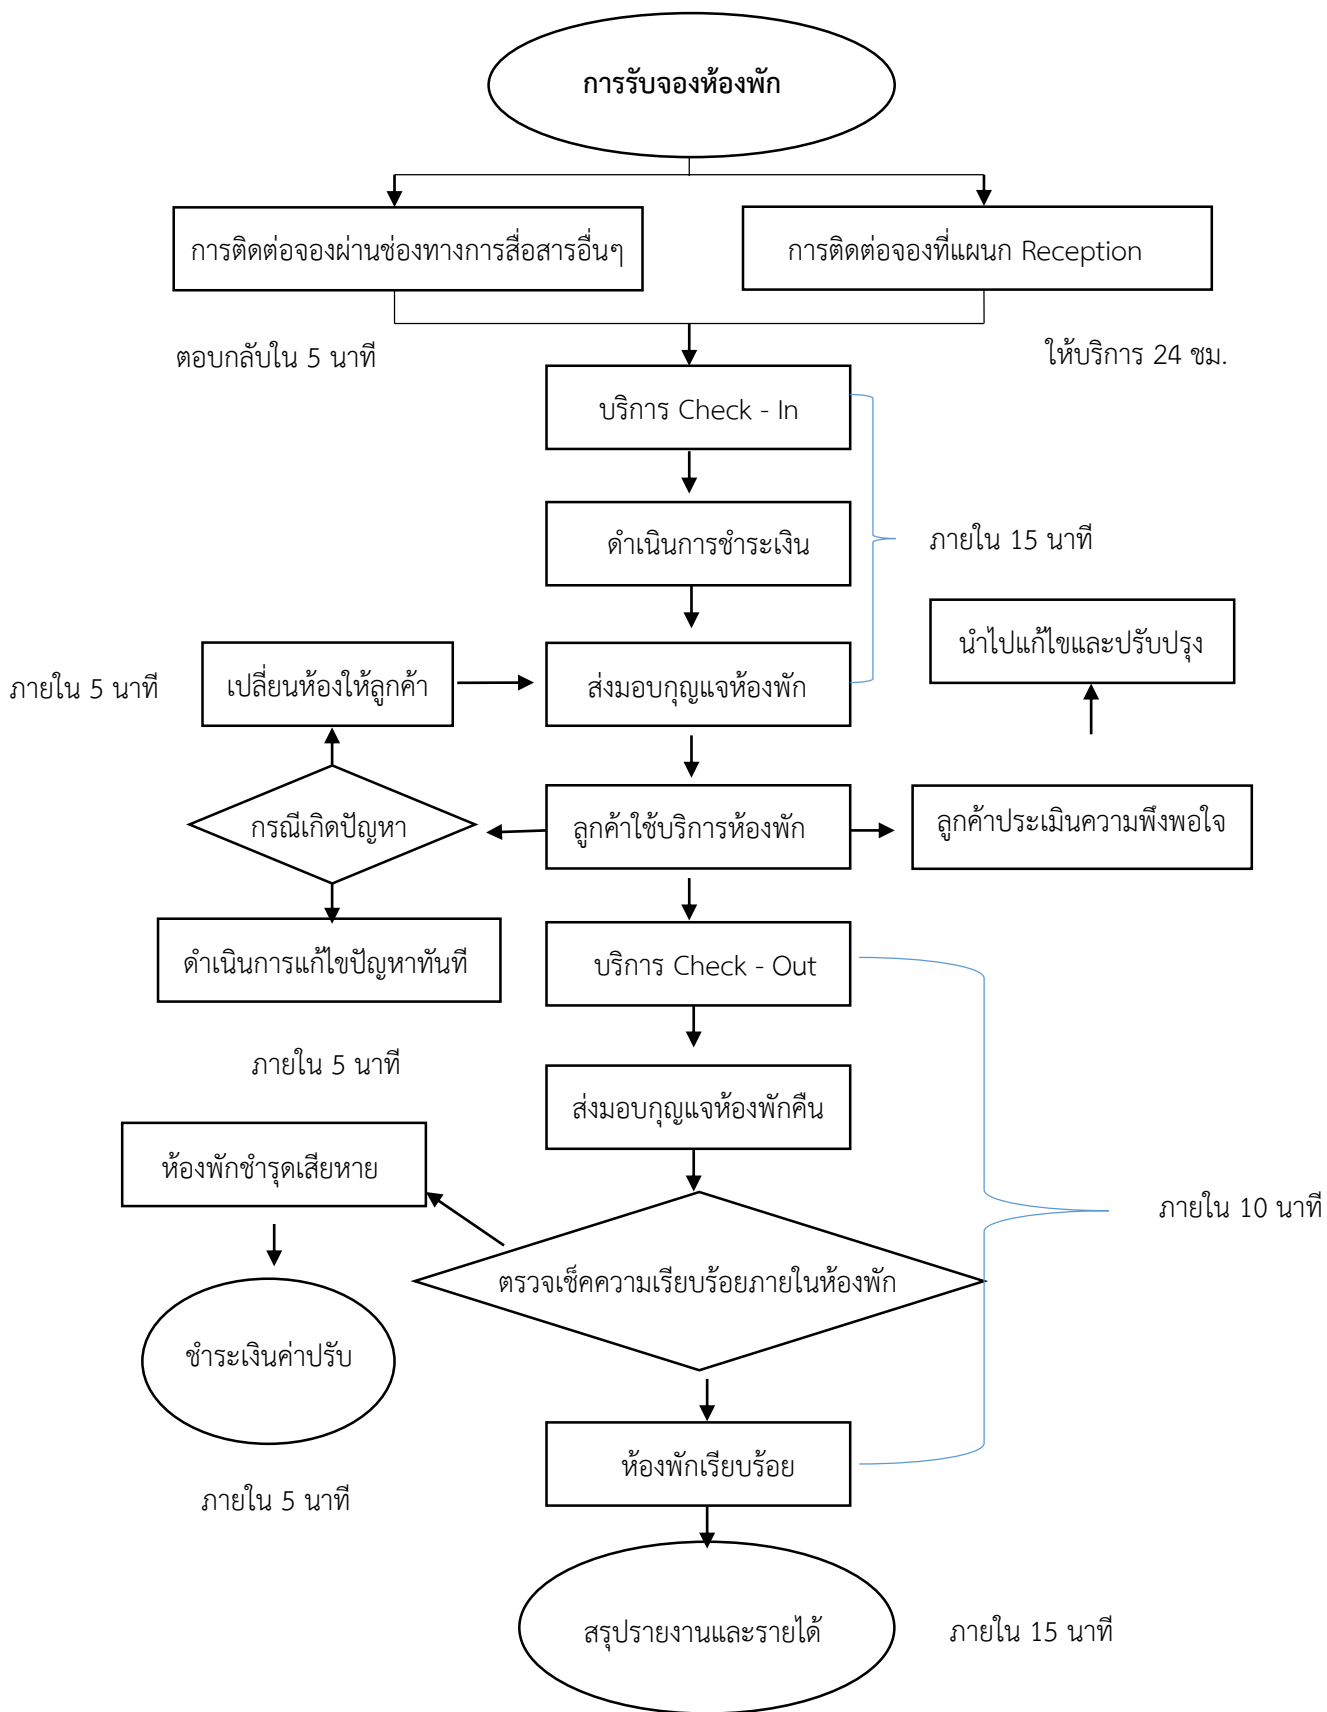 การรับจองห้องพัก
การติดต่อจองผ่านช่องทางการสื่อสารอื่นๆ
การติดต่อจองที่แผนก Reception
ตอบกลับใน 5 นาที
ให้บริการ 24 ชม.
บริการ Check - In
ดำเนินการชำระเงิน
ภายใน 15 นาที
นำไปแก้ไขและปรับปรุง
ภายใน 5 นาที
เปลี่ยนห้องให้ลูกค้า
ส่งมอบกุญแจห้องพัก
กรณีเกิดปัญหา
ลูกค้าใช้บริการห้องพัก
ลูกค้าประเมินความพึงพอใจ
ดำเนินการแก้ไขปัญหาทันที
บริการ Check - Out
ภายใน 5 นาที
ส่งมอบกุญแจห้องพักคืน
ห้องพักชำรุดเสียหาย
ภายใน 10 นาที
ตรวจเช็คความเรียบร้อยภายในห้องพัก
ชำระเงินค่าปรับ
ห้องพักเรียบร้อย
ภายใน 5 นาที
สรุปรายงานและรายได้
ภายใน 15 นาที